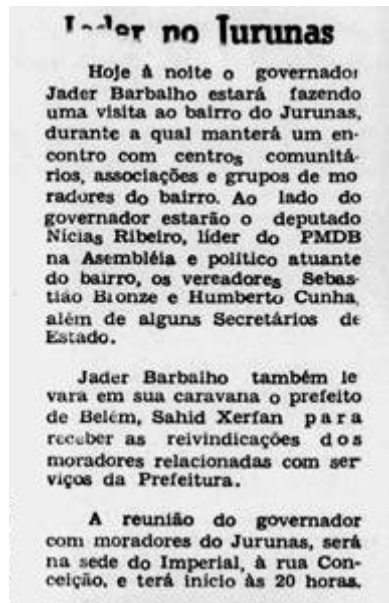 Jader no Jurunas
Hoje à noite o governador
Jader Barbalho estará fazendo
uma visita ao bairro do Jurunas,
durante a qual manterá um en-
contro com centros comunitá-
rios, associações e grupos de mo
radores do bairro. Ao lado do
governador estarão o deputado
Nicias Ribeiro, líder do PMDB
na Asembléia e político atuante
do bairro, os vereadores Sebas-
tião Bronze e Humberto Cunha,
além de alguns Secretários de
Estado.
Jader Barbalho também le
vara em sua caravana o prefeito
de Belém, Sahid Xerfan para
receber as reivindicações dos
moradores relacionadas com ser
viços da Prefeitura.
A reunião do governador
com moradores do Jurunas, será
na sede do Imperial, à rua Con-
ceição, e terá início às 20 horas.